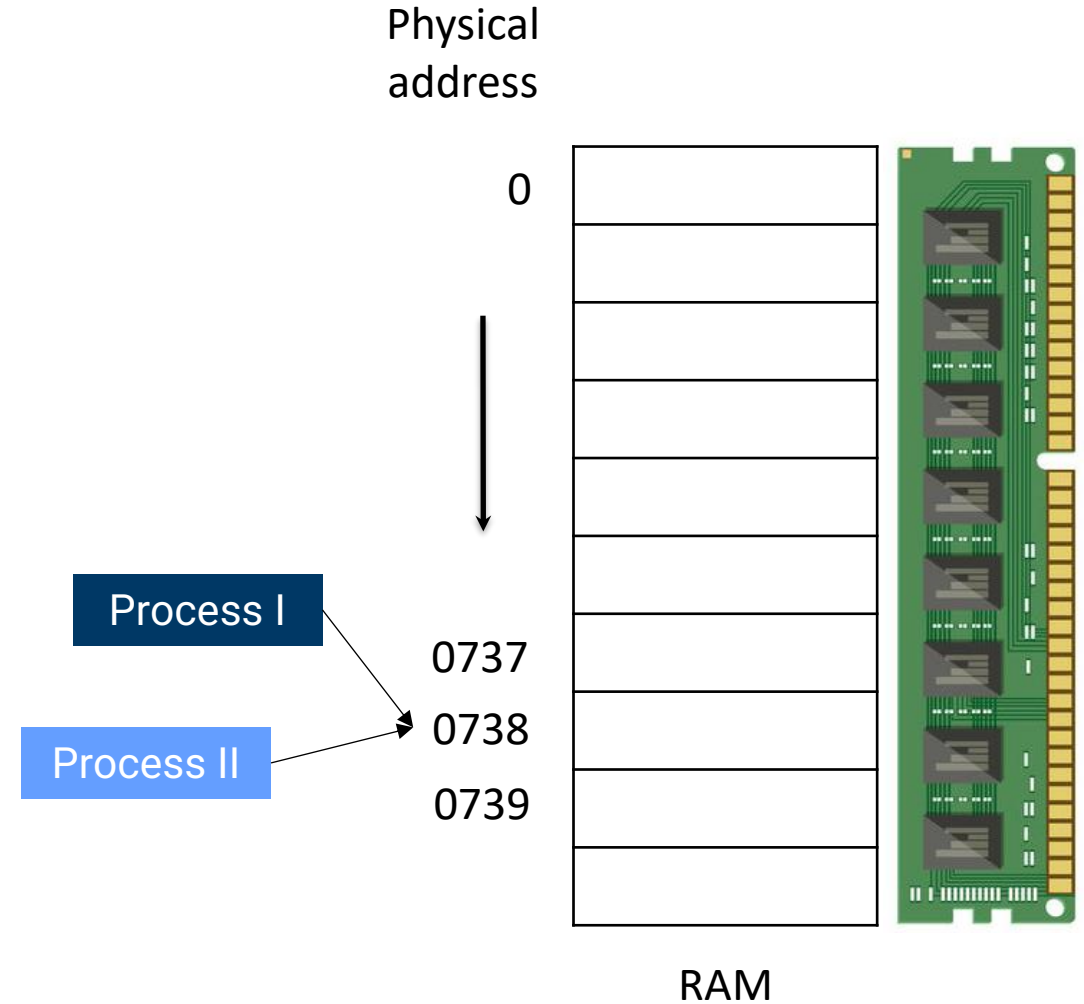 Physical
address
0
Process I
0737
0738
Process II
0739
RAM